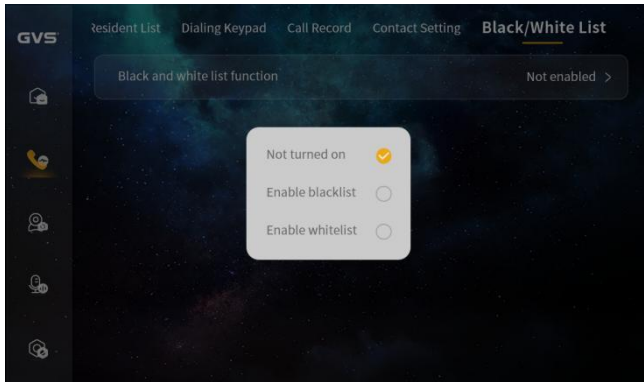 GVS
Resident List Dialing Keypad Call Record Contact Setting Black/White List
Black and white list function Not enabled >
Not turned on
Enable blacklist
Enable whitelist